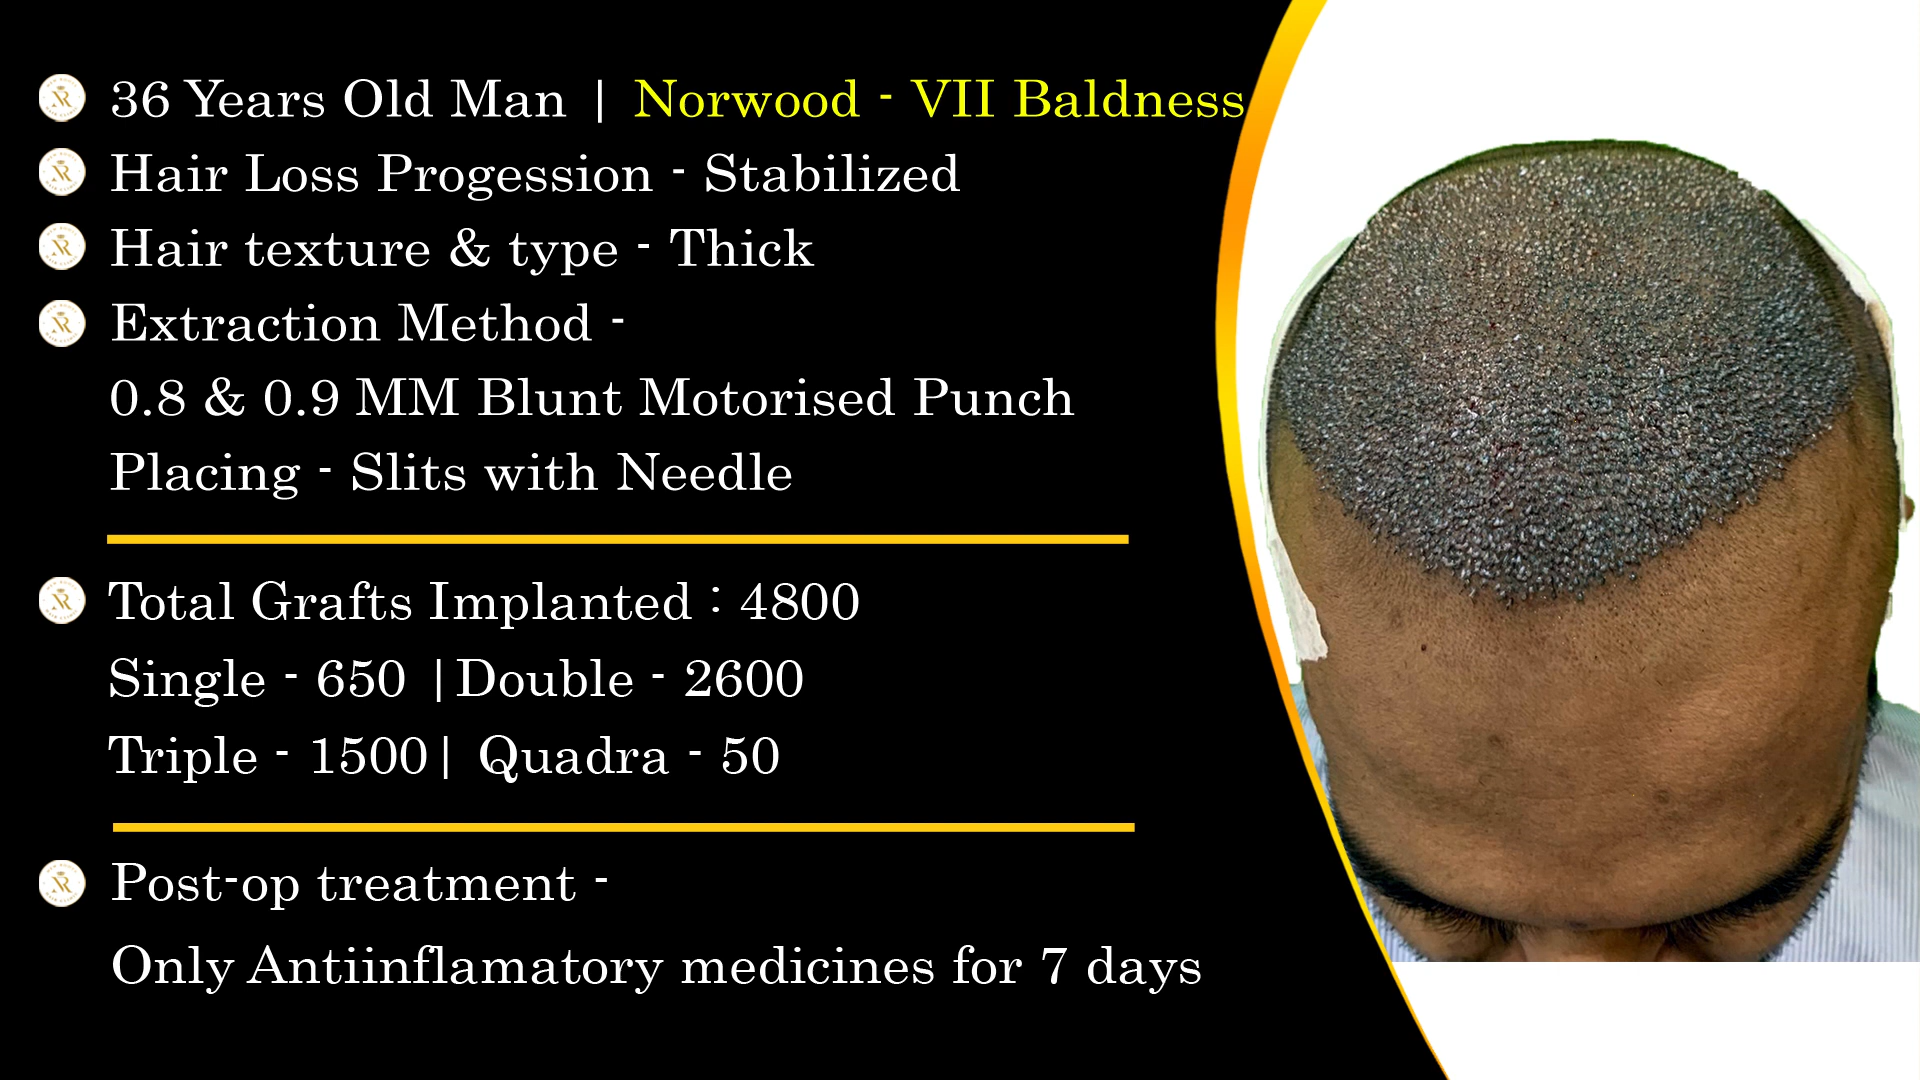 36 Years Old Man | Norwood - VII Baldness
Hair Loss Progession - Stabilized
Hair texture & type - Thick
Extraction Method -
0.8 & 0.9 MM Blunt Motorised Punch
Placing - Slits with Needle
Total Grafts Implanted : 4800
Single - 650 |Double - 2600
Triple - 1500| Quadra - 50
Post-op treatment -
Only Antiinflamatory medicines for 7 days